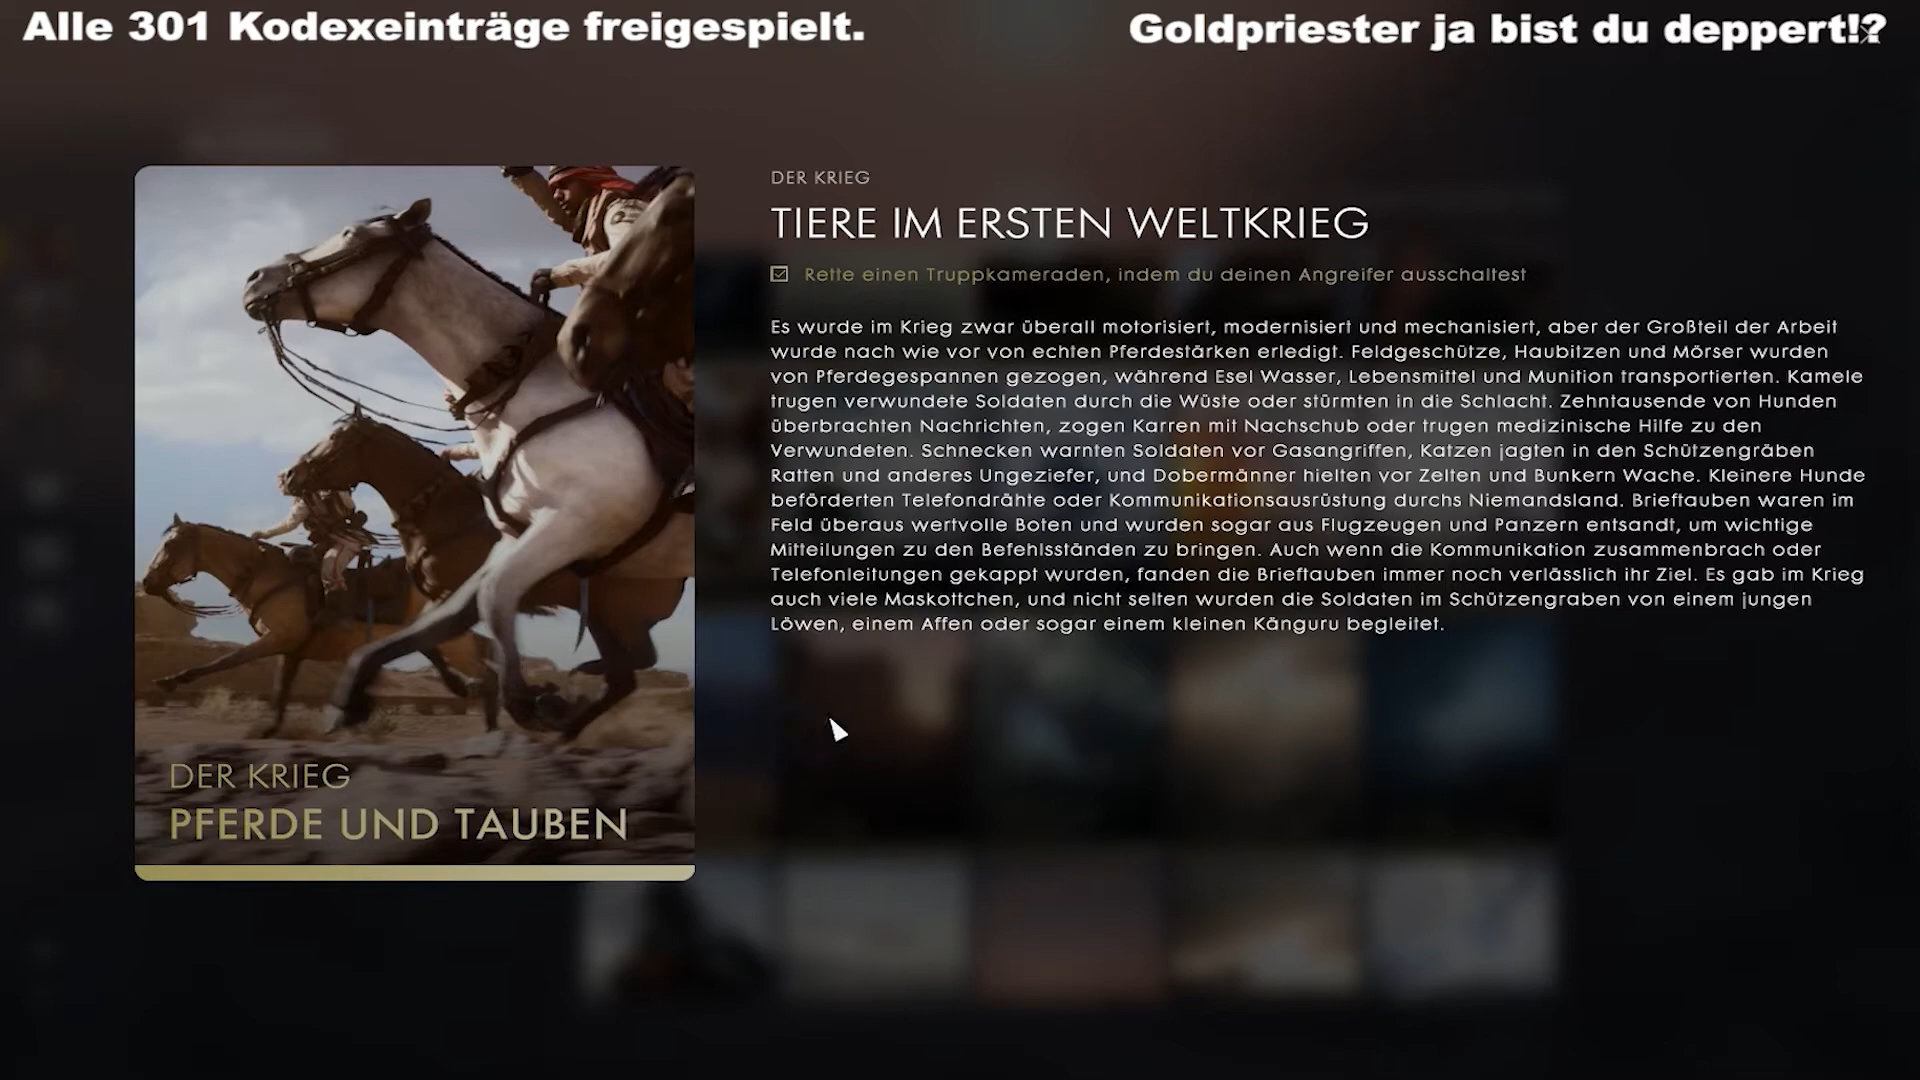 Alle 301 Kodexeinträge freigespielt.
Goldpriester ja bist du deppert!?
DER KRIEG
TIERE IM ERSTEN WELTKRIEG
Rette einen Truppkameraden, indem du deinen Angreifer ausschaltest
Es wurde im Krieg zwar überall motorisiert, modernisiert und mechanisiert, aber der Großteil der Arbeit
wurde nach wie vor von echten Pferdestärken erledigt. Feldgeschütze, Haubitzen und Mörser wurden
von Pferdegespannen gezogen, während Esel Wasser, Lebensmittel und Munition transportierten. Kamele
trugen verwundete Soldaten durch die Wüste oder stürmten in die Schlacht. Zehntausende von Hunden
überbrachten Nachrichten, zogen Karren mit Nachschub oder trugen medizinische Hilfe zu den
Verwundeten. Schnecken warnten Soldaten vor Gasangriffen, Katzen jagten in den Schützengräben
Ratten und anderes Ungeziefer, und Dobermänner hielten vor Zelten und Bunkern Wache. Kleinere Hunde
beförderten Telefondrähte oder Kommunikationsausrüstung durchs Niemandsland. Brieftauben waren im
Feld überaus wertvolle Boten und wurden sogar aus Flugzeugen und Panzern entsandt, um wichtige
Mitteilungen zu den Befehlsständen zu bringen. Auch wenn die Kommunikation zusammenbrach oder
Telefonleitungen gekappt wurden, fanden die Brieftauben immer noch verlässlich ihr Ziel. Es gab im Krieg
auch viele Maskottchen, und nicht selten wurden die Soldaten im Schützengraben von einem jungen
Löwen, einem Affen oder sogar einem kleinen Känguru begleitet.
DER KRIEG
PFERDE UND TAUBEN